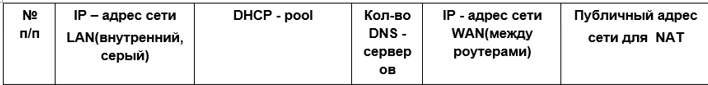 №
п/п
IP – адрес сети
LAN(внутренний,
серый)
DHCP - pool
Кол-во
DNS -
сервер
ов
IP - адрес сети
WAN(между
роутерами)
Публичный адрес
сети для NAT